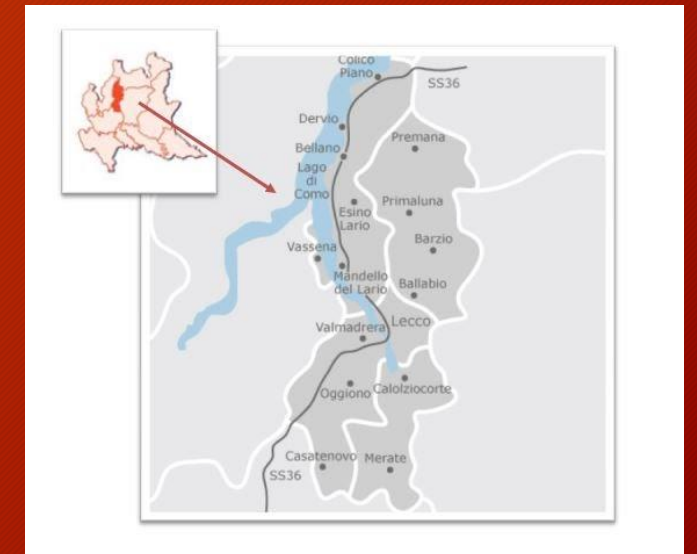 Colico
Piano
SS36
Dervio
Premana
Bellano
Lago
di
Como
Primaluna
Esino
Lario
Barzio
Vassena
Mandello
del Lario
Ballabio
Lecco
Valmadrera
Oggiono
Calolziocorte
Casatenovo
Merate
SS36